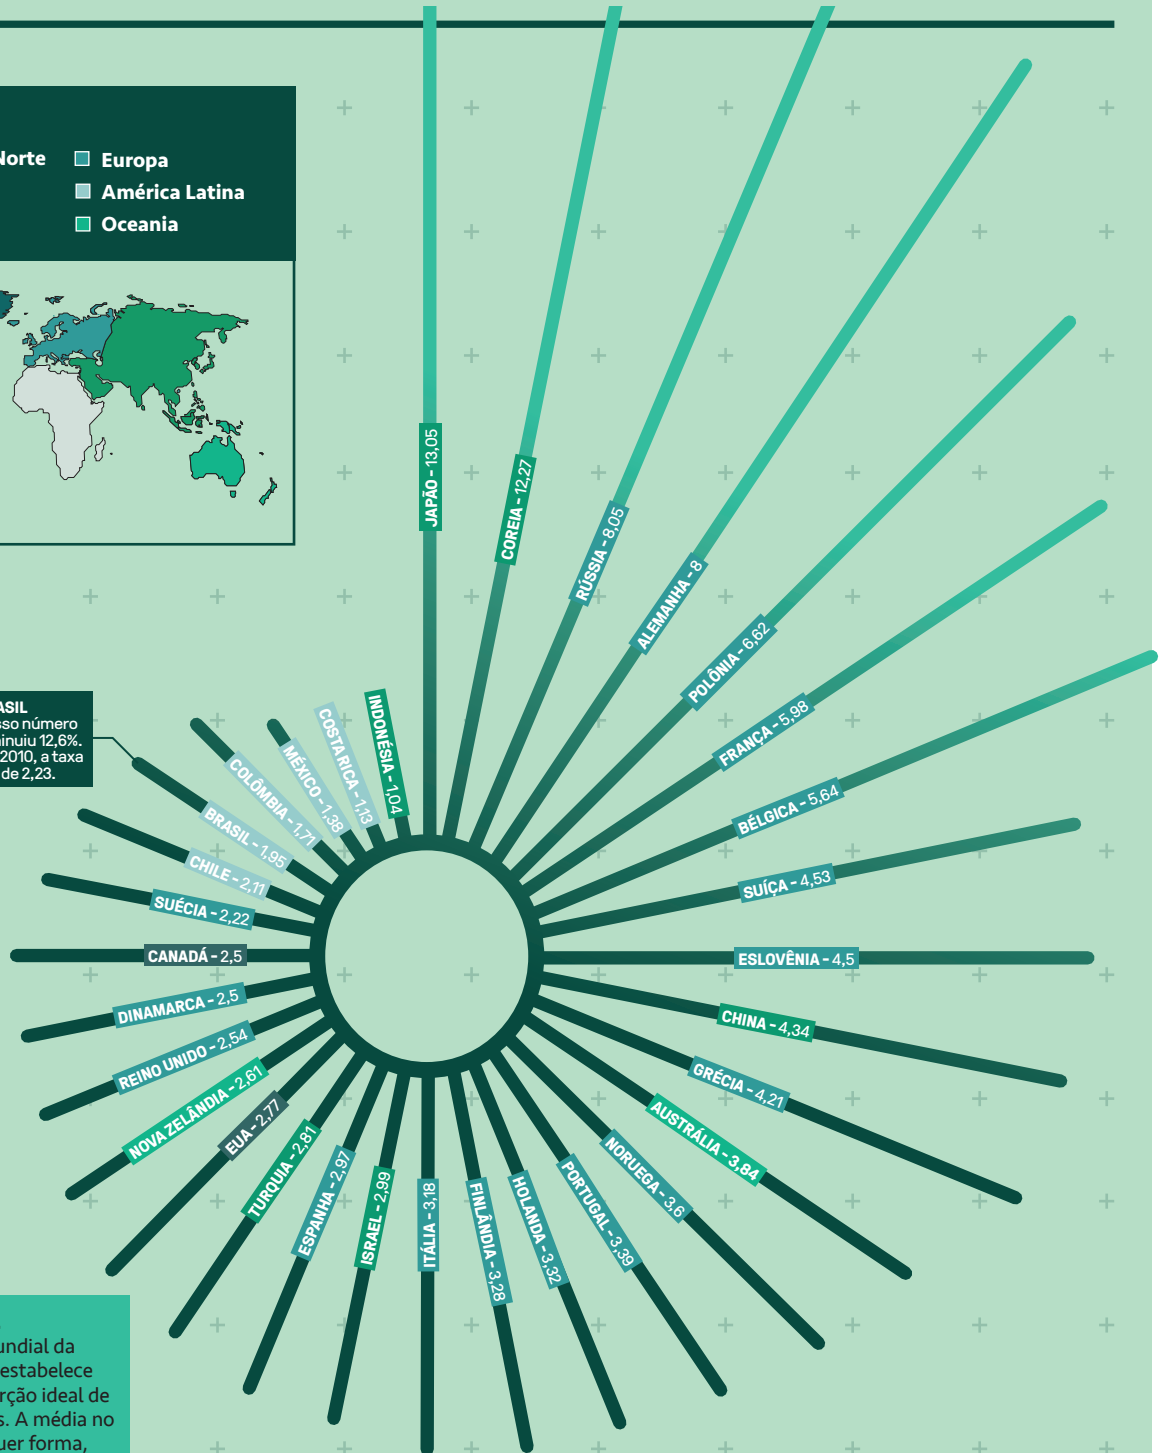 Norte
Europa
América Latina
Oceania
JAPÃO - 13,05
COREIA - 12,27
RÚSSIA - 8,05
ALEMANHA - 8
POLÔNIA - 6,62
FRANÇA - 5,98
BÉLGICA - 5,64
SUÍÇA - 4,53
ESLOVÊNIA - 4,5
CHINA - 4,34
GRÉCIA - 4,21
AUSTRÁLIA - 3,84
NORUEGA - 3,6
PORTUGAL - 3,39
HOLANDA - 3,32
FINLÂNDIA - 3,28
ITÁLIA - 3,18
ISRAEL - 2,99
ESPANHA - 2,97
TURQUIA - 2,81
EUA - 2,77
NOVA ZELÂNDIA - 2,61
REINO UNIDO - 2,54
DINAMARCA - 2,5
CANADÁ - 2,5
SUÉCIA - 2,22
CHILE - 2,11
BRASIL - 1,95
COLÔMBIA - 1,71
MÉXICO - 1,38
COSTA RICA - 1,13
INDONÉSIA - 1,04
ASIL
sso número
inuiu 12,6%.
2010, a taxa
de 2,23.
undial da
estabelece
rção ideal de
s. A média no
uer forma,